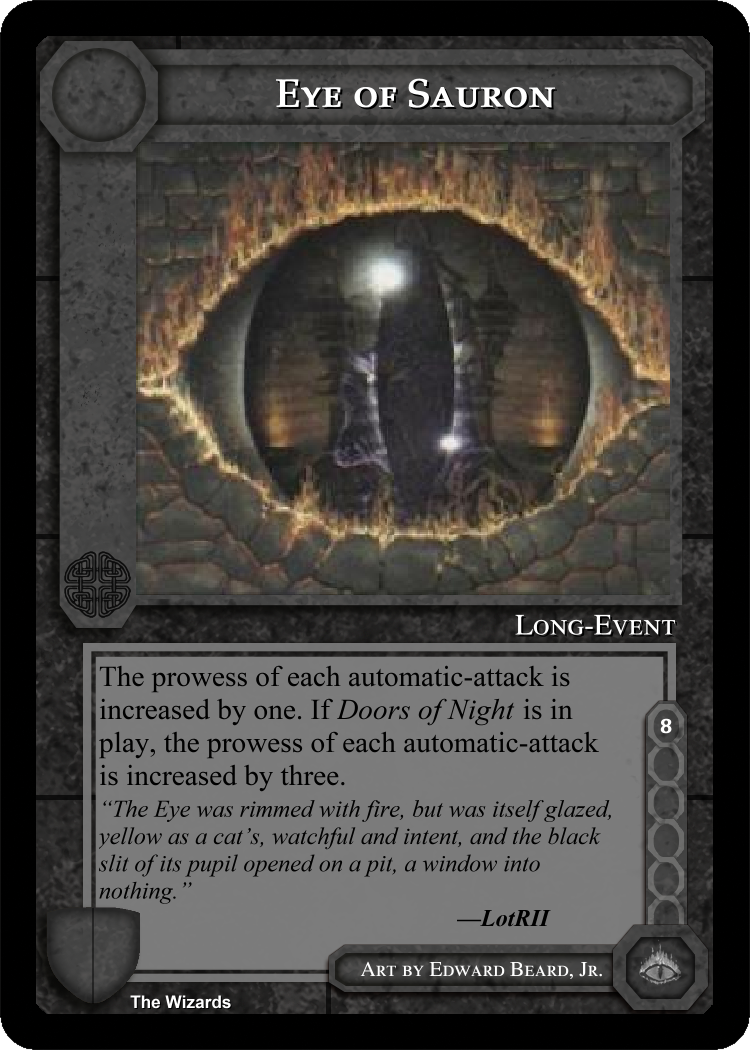 Eye of Sauron
Long-Event
The prowess of each automatic-attack is
increased by one. If Doors of Night is in
play, the prowess of each automatic-attack
is increased by three.
8
“The Eye was rimmed with fire, but was itself glazed,
yellow as a cat’s, watchful and intent, and the black
slit of its pupil opened on a pit, a window into
nothing.”
—LotRII
Art by Edward Beard, Jr.
The Wizards